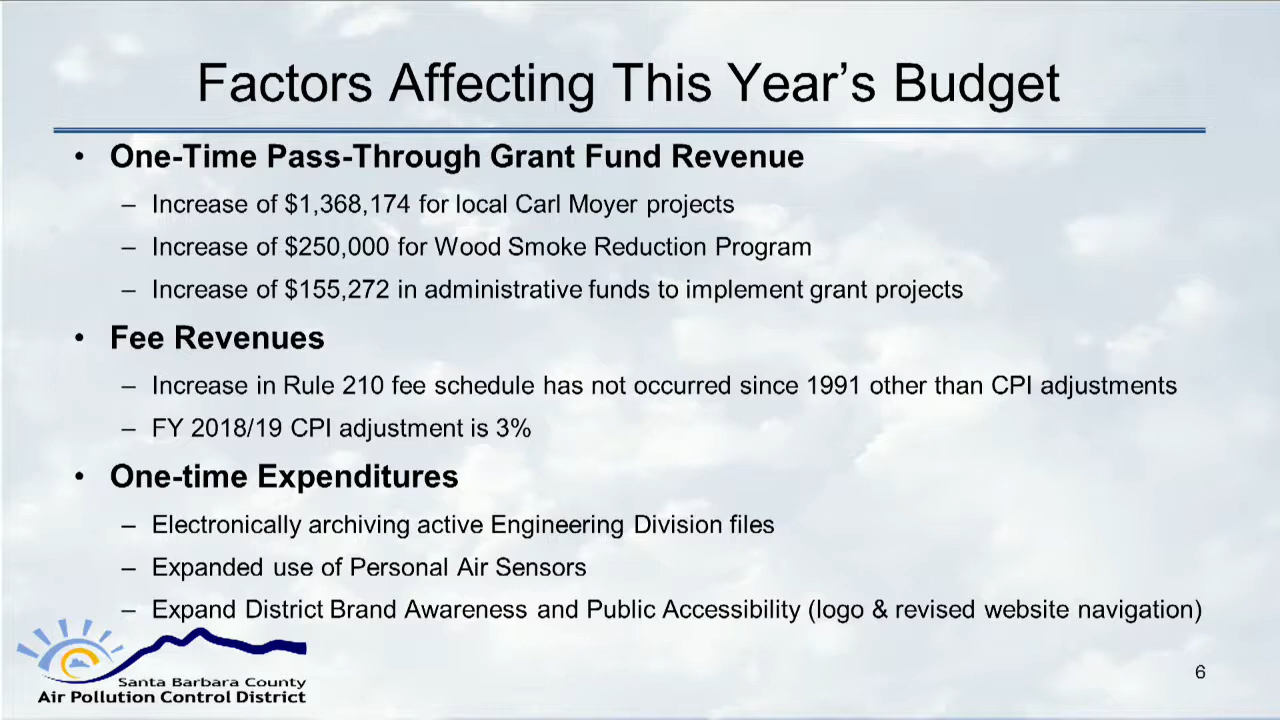 Factors Affecting This Year's Budget
• One-Time Pass-Through Grant Fund Revenue
– Increase of $1,368,174 for local Carl Moyer projects
– Increase of $250,000 for Wood Smoke Reduction Program
– Increase of $155,272 in administrative funds to implement grant projects
• Fee Revenues
– Increase in Rule 210 fee schedule has not occurred since 1991 other than CPI adjustments
– FY 2018/19 CPI adjustment is 3%
• One-time Expenditures
– Electronically archiving active Engineering Division files
– Expanded use of Personal Air Sensors
– Expand District Brand Awareness and Public Accessibility (logo & revised website navigation)
Santa Barbara County
Air Pollution Control District
6